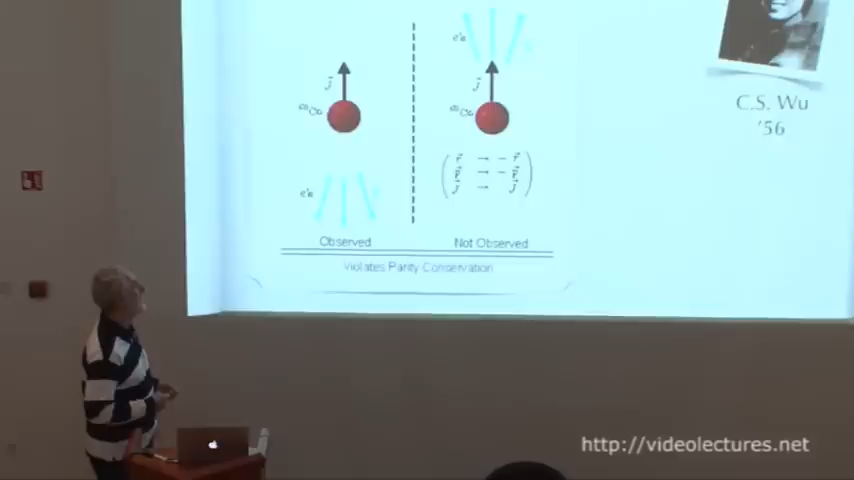 e's
e's
j
j
60Co
60Co
C.S. Wu
'56
r → - r
p → - p
j → j
e's
Observed
Not Observed
Violates Parity Conservation
http://videolectures.net